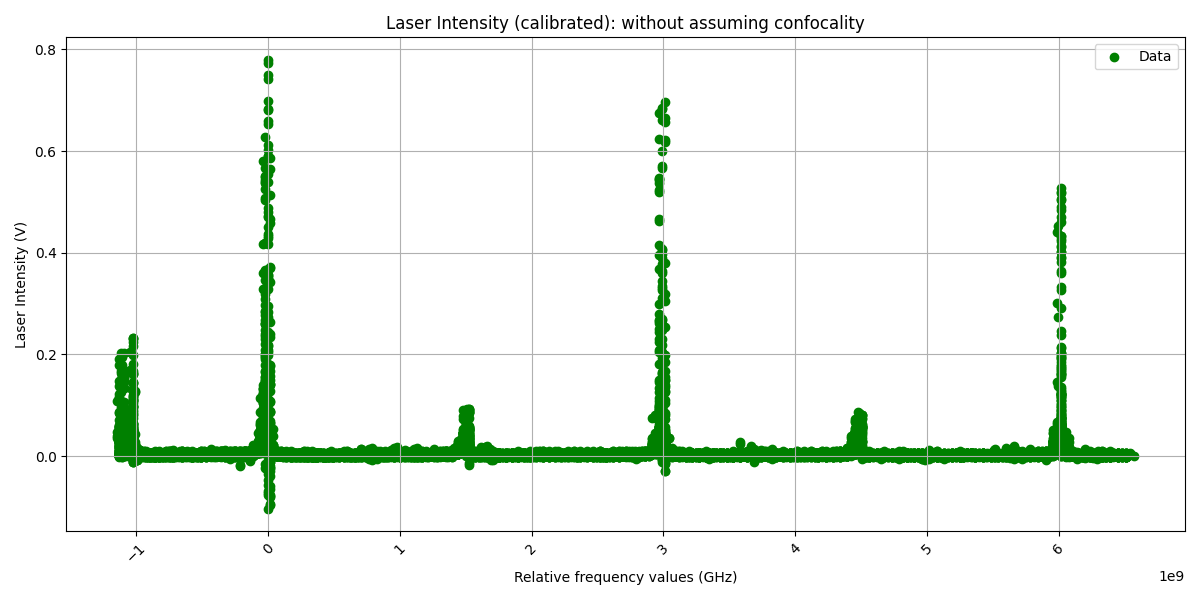 Laser Intensity (calibrated): without assuming confocality
Data
Laser Intensity (V)
0.8
0.6
0.4
0.2
0.0
−1
0
1
2
3
4
5
6
1e9
Relative frequency values (GHz)